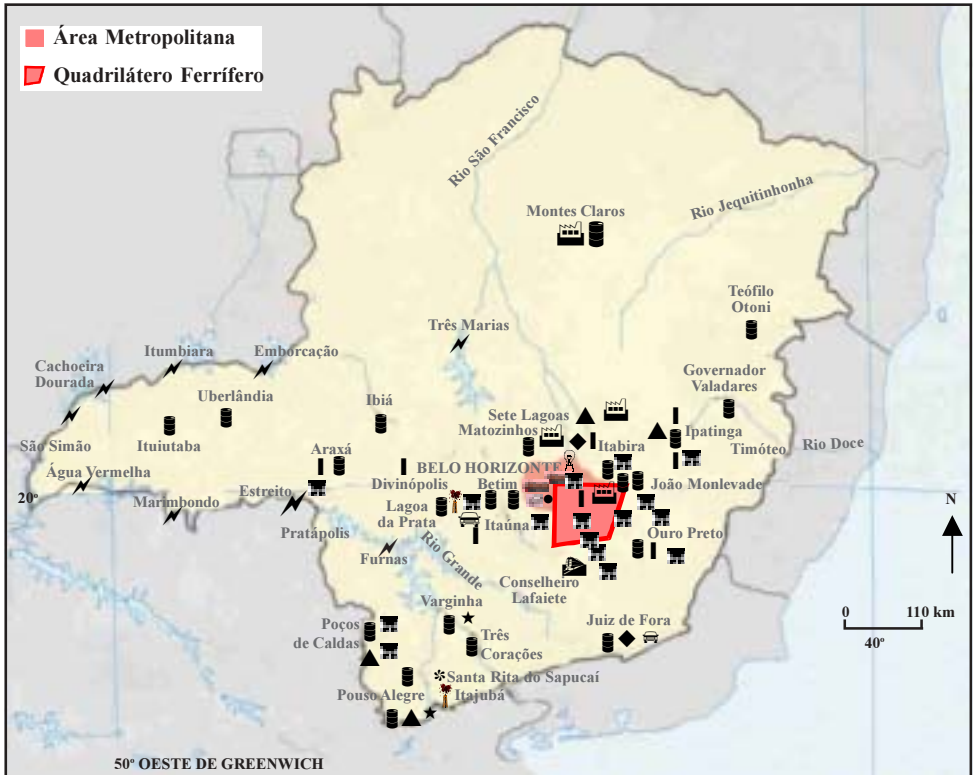 Área Metropolitana
Quadrilátero Ferrífero
Rio São Francisco
Rio Jequitinhonha
Montes Claros
Teófilo
Otoni
Três Marias
Itumbiara
Emborcação
Cachoeira
Dourada
Governador
Valadares
Uberlândia
Ibiá
Sete Lagoas
Matozinhos
Ipatinga
São Simão
Ituiutaba
Itabira
Timóteo
Rio Doce
Araxá
BELO HORIZONTE
Água Vermelha
Divinópolis
Betim
João Monlevade
20º
Estreito
Marimbondo
Lagoa
da Prata
Itaúna
N
Pratápolis
Ouro Preto
Furnas
Rio Grande
Conselheiro
Lafaiete
Varginha
Juiz de Fora
0 110 km
40º
Poços
de Caldas
Três
Corações
Santa Rita do Sapucaí
Pouso Alegre
Itajubá
50º OESTE DE GREENWICH